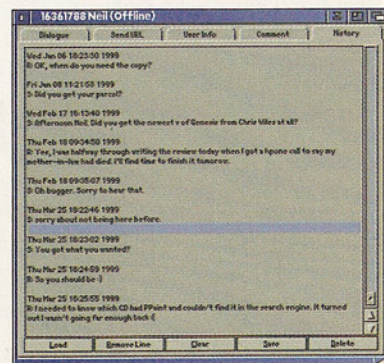 16361788 Neil (Offline)
Dialogue Send URL User Info Comment History
Wed Jan 06 18:23:30 1999
R: OK, when do you need the copy?
Fri Jan 08 11:21:58 1999
S: Did you get your parcel?
Wed Feb 17 16:13:40 1999
S: Afternoon Neil. Did you get the newest v of Genesis from Chris Wiles at all?
Thu Feb 18 09:34:50 1999
R: Yes, I was halfway through writing the review today when I got a hpone call to say my
mother-in-lwe had died. I'll find time to finish it tomorow.
Thu Feb 18 09:35:07 1999
S: Oh bugger. Sorry to hear that.
Thu Mar 25 18:22:46 1999
S: sorry about not being here before.
Thu Mar 25 18:23:02 1999
S: You got what you wanted?
Thu Mar 25 18:24:59 1999
R: So you should be :)
Thu Mar 25 18:25:55 1999
R: I needed to know which CD had PPaint and couldn't find it in the search engine. It turned
out I wasn't going far enough back :(
Load Remove Line Clear Save Delete